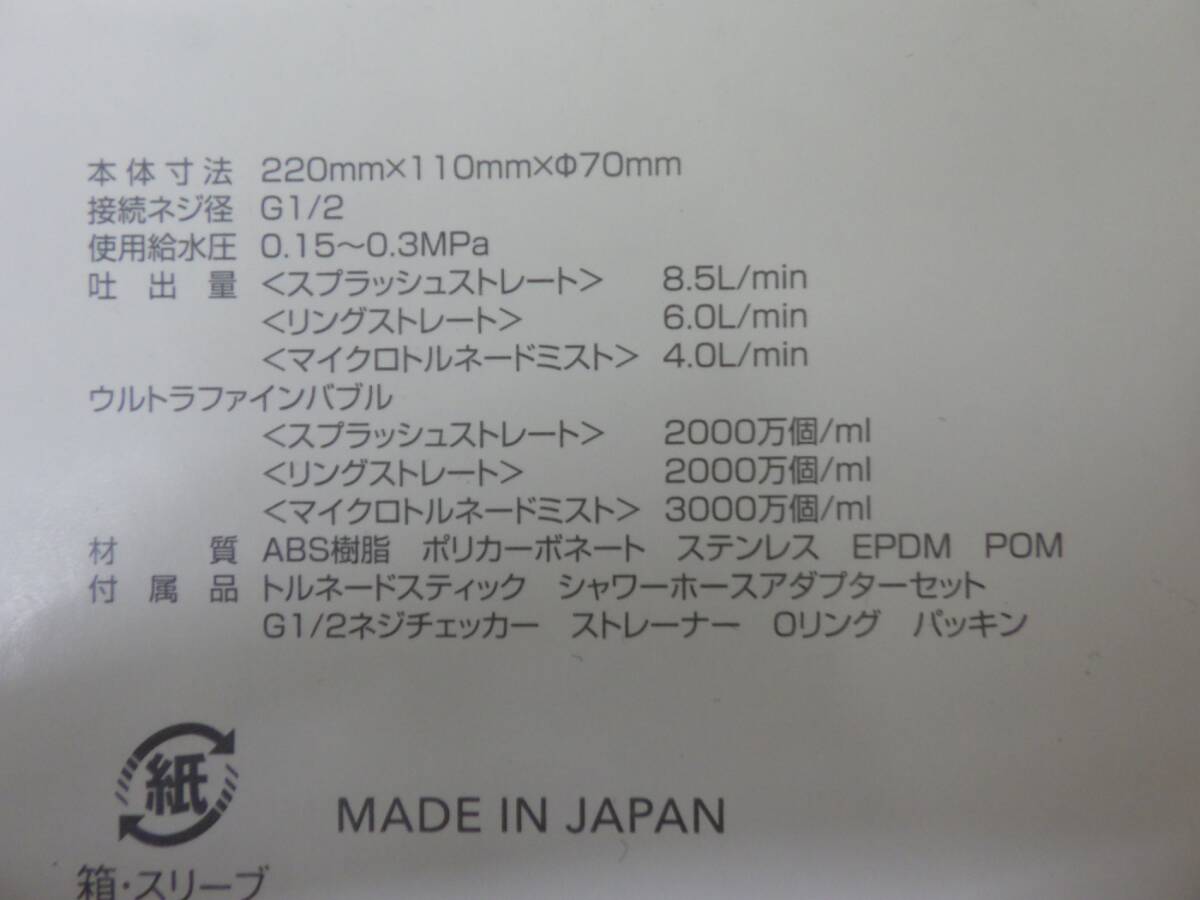 本体寸法 220mm×110mm×Φ70mm
接続ネジ径 G1/2
使用給水圧 0.15～0.3MPa
吐出量 <スプラッシュストレート> 8.5L/min
<リングストレート> 6.0L/min
<マイクロトルネードミスト> 4.0L/min
ウルトラファインバブル
<スプラッシュストレート> 2000万個/ml
<リングストレート> 2000万個/ml
<マイクロトルネードミスト> 3000万個/ml
材質 ABS樹脂 ポリカーボネート ステンレス EPDM POM
付属品 トルネードスティック シャワーホースアダプターセット
G1/2ネジチェッカー ストレーナー Oリング パッキン
紙
MADE IN JAPAN
箱・スリーブ